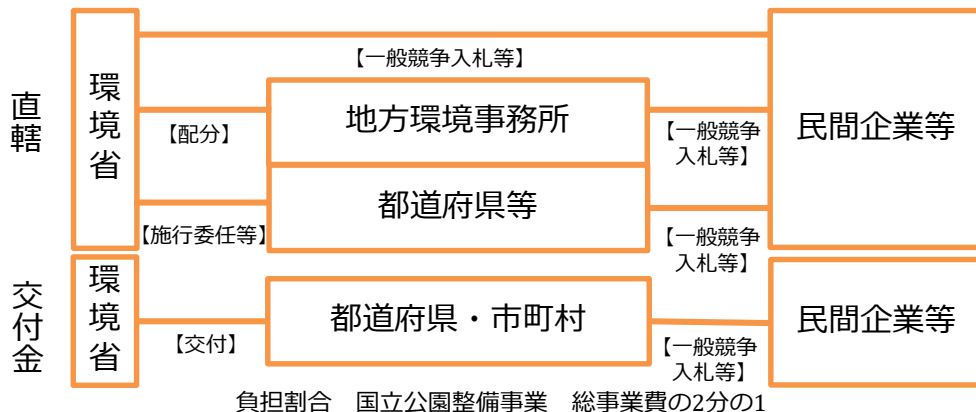 直轄
環境省
【一般競争入札等】
【配分】
地方環境事務所
【一般競争
入札等】
民間企業等
【施行委任等】
都道府県等
【一般競争
入札等】
交付金
環境省
【交付】
都道府県・市町村
【一般競争
入札等】
民間企業等
負担割合　国立公園整備事業　総事業費の2分の1